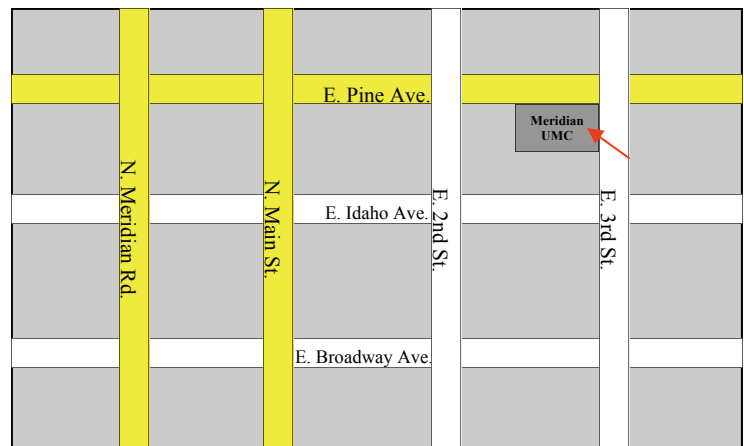 E. Pine Ave.
Meridian
UMC
N. Meridian Rd.
N. Main St.
E. Idaho Ave.
E. 2nd St.
E. 3rd St.
E. Broadway Ave.